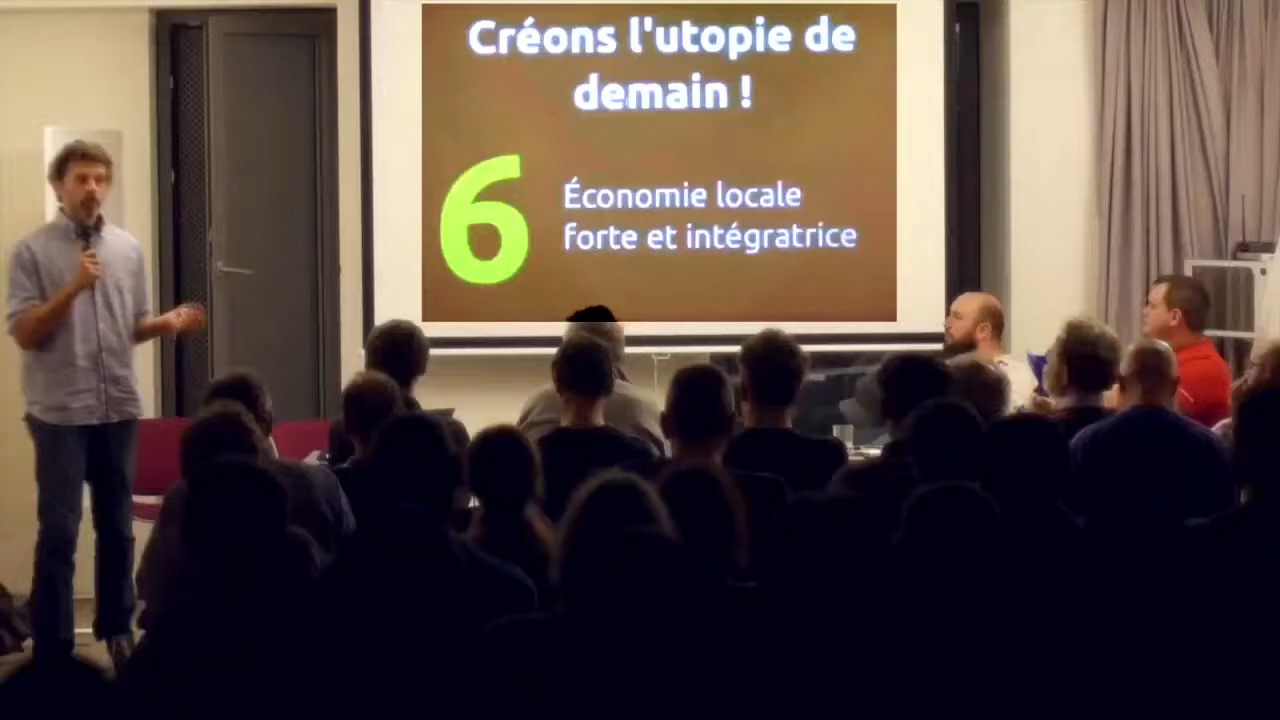 Créons l'utopie de
demain !
6
Économie locale
forte et intégratrice